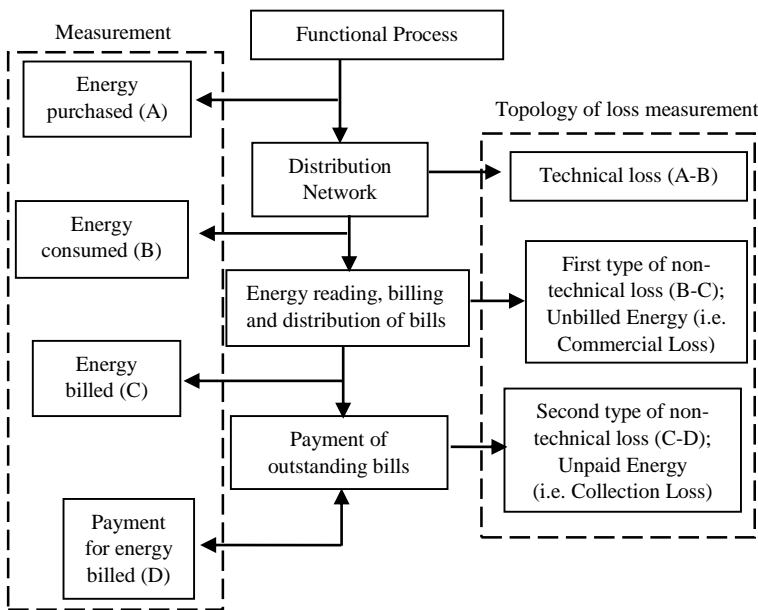 Measurement
Functional Process
Energy
purchased (A)
Topology of loss measurement
Distribution
Network
Technical loss (A-B)
Energy
consumed (B)
Energy reading, billing
and distribution of bills
First type of non-
technical loss (B-C);
Unbilled Energy (i.e.
Commercial Loss)
Energy
billed (C)
Payment of
outstanding bills
Second type of non-
technical loss (C-D);
Unpaid Energy
(i.e. Collection Loss)
Payment
for energy
billed (D)